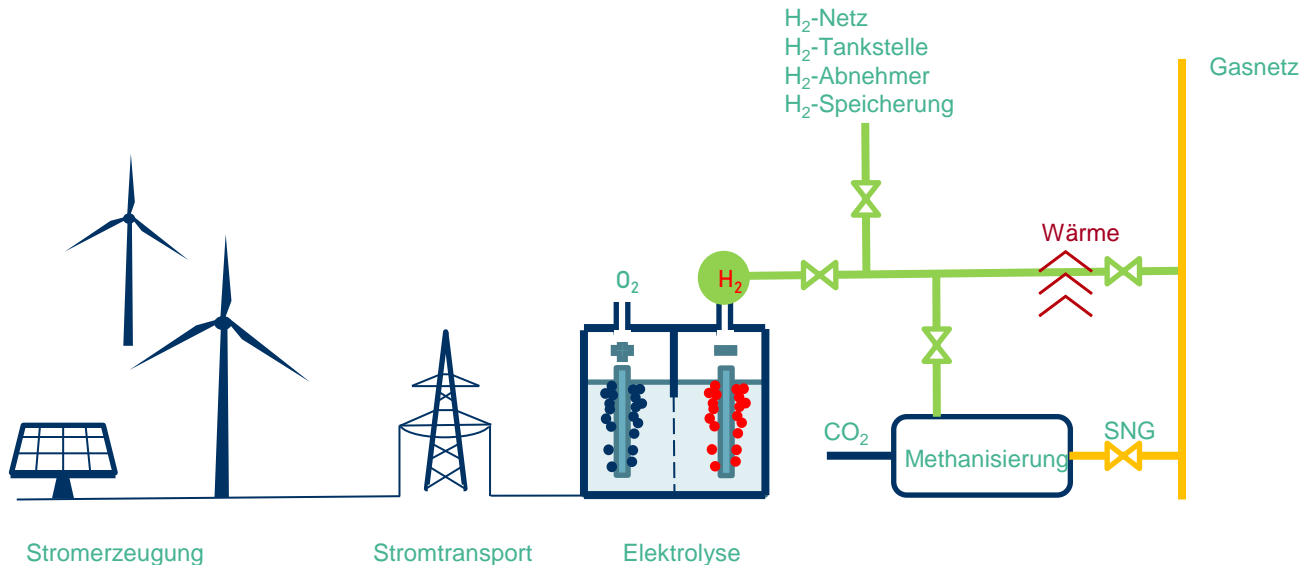 H₂-Netz
H₂-Tankstelle
H₂-Abnehmer
H₂-Speicherung
Gasnetz
Wärme
O₂
H₂
CO₂
Methanisierung
SNG
Stromerzeugung
Stromtransport
Elektrolyse